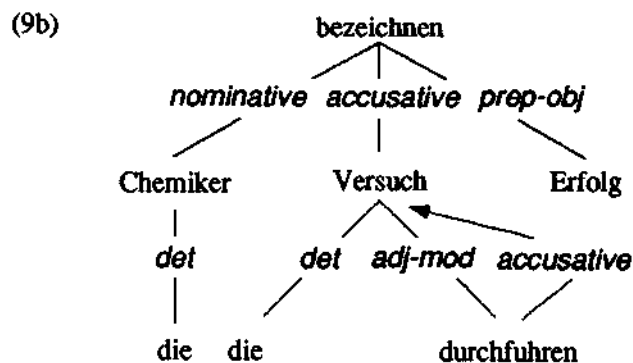 (9b) bezeichnen
nominative accusative prep-obj
Chemiker Versuch Erfolg
det det adj-mod accusative
die die durchfuhren